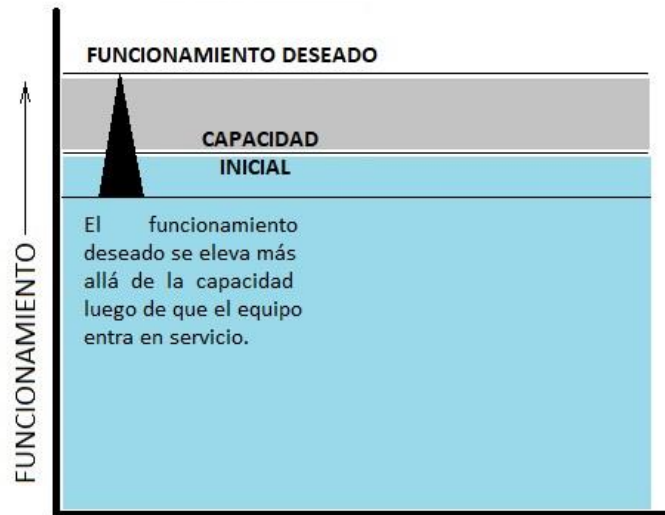 FUNCIONAMIENTO DESEADO
CAPACIDAD
INICIAL
El funcionamiento
deseado se eleva más
allá de la capacidad
luego de que el equipo
entra en servicio.
FUNCIONAMIENTO